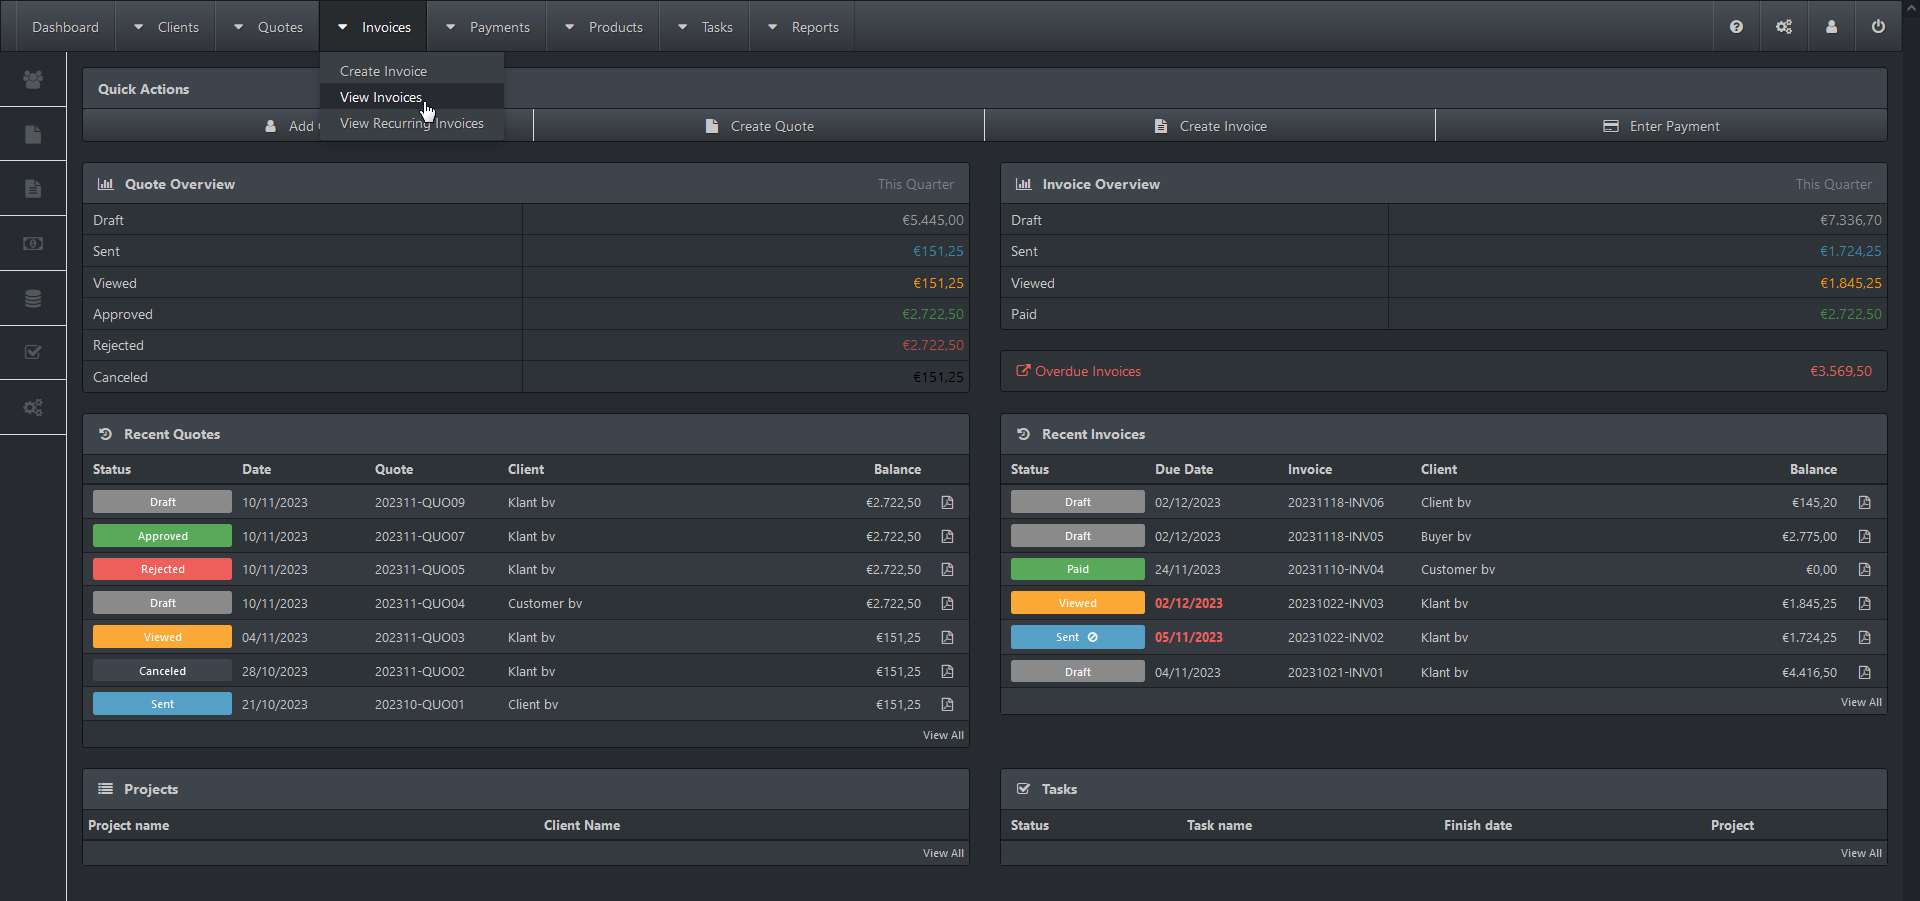 Dashboard Clients Quotes Invoices Payments Products Tasks Reports
Create Invoice
View Invoices
View Recurring Invoices
Quick Actions
Add Create Quote Create Invoice Enter Payment
Quote Overview This Quarter
Draft €5.445,00
Sent €151,25
Viewed €151,25
Approved €2.722,50
Rejected €2.722,50
Canceled €151,25
Invoice Overview This Quarter
Draft €7.336,70
Sent €1.724,25
Viewed €1.845,25
Paid €2.722,50
Overdue Invoices €3.569,50
Recent Quotes
Status Date Quote Client Balance
Draft 10/11/2023 202311-QUO09 Klant bv €2.722,50
Approved 10/11/2023 202311-QUO07 Klant bv €2.722,50
Rejected 10/11/2023 202311-QUO05 Klant bv €2.722,50
Draft 10/11/2023 202311-QUO04 Customer bv €2.722,50
Viewed 04/11/2023 202311-QUO03 Klant bv €151,25
Canceled 28/10/2023 202311-QUO02 Klant bv €151,25
Sent 21/10/2023 202310-QUO01 Client bv €151,25
View All
Recent Invoices
Status Due Date Invoice Client Balance
Draft 02/12/2023 20231118-INV06 Client bv €145,20
Draft 02/12/2023 20231118-INV05 Buyer bv €2.775,00
Paid 24/11/2023 20231110-INV04 Customer bv €0,00
Viewed 02/12/2023 20231022-INV03 Klant bv €1.845,25
Sent 05/11/2023 20231022-INV02 Klant bv €1.724,25
Draft 04/11/2023 20231021-INV01 Klant bv €4.416,50
View All
Projects
Project name Client Name
View All
Tasks
Status Task name Finish date Project
View All